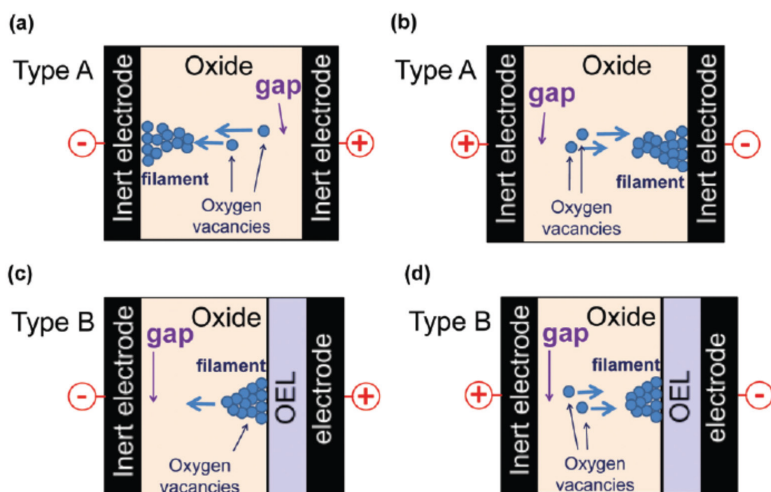 (a)
Type A
Inert electrode
Oxide
gap
filament
Oxygen
vacancies
Inert electrode
-
+
(b)
Type A
Inert electrode
Oxide
gap
filament
Oxygen
vacancies
Inert electrode
+
-
(c)
Type B
Inert electrode
Oxide
gap
filament
Oxygen
vacancies
OEL
electrode
-
+
(d)
Type B
Inert electrode
Oxide
gap
filament
Oxygen
vacancies
OEL
electrode
+
-